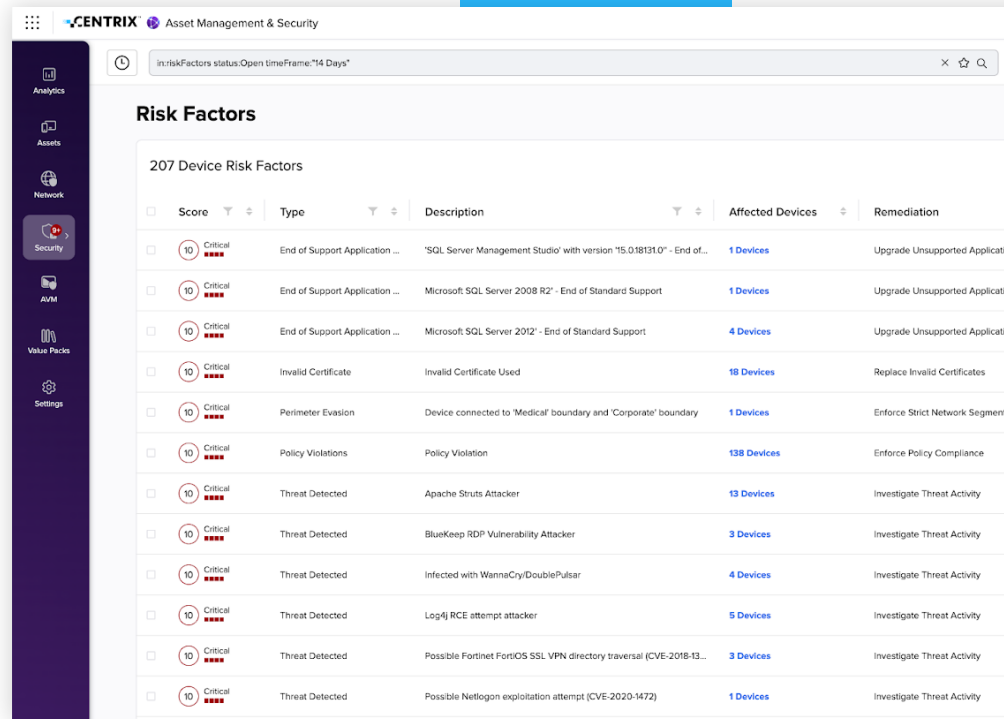 CENTRIX Asset Management & Security
in:riskFactors status:Open timeFrame:"14 Days"
Analytics
Assets
Network
9+
Security
AVM
Value Packs
Settings
Risk Factors
207 Device Risk Factors
Score Type Description Affected Devices Remediation
10 Critical End of Support Application ... 'SQL Server Management Studio' with version '15.0.18131.0" - End of... 1 Devices Upgrade Unsupported Applicati
10 Critical End of Support Application ... Microsoft SQL Server 2008 R2' - End of Standard Support 1 Devices Upgrade Unsupported Applicati
10 Critical End of Support Application ... Microsoft SQL Server 2012' - End of Standard Support 4 Devices Upgrade Unsupported Applicati
10 Critical Invalid Certificate Invalid Certificate Used 18 Devices Replace Invalid Certificates
10 Critical Perimeter Evasion Device connected to 'Medical' boundary and 'Corporate' boundary 1 Devices Enforce Strict Network Segment
10 Critical Policy Violations Policy Violation 138 Devices Enforce Policy Compliance
10 Critical Threat Detected Apache Struts Attacker 13 Devices Investigate Threat Activity
10 Critical Threat Detected BlueKeep RDP Vulnerability Attacker 3 Devices Investigate Threat Activity
10 Critical Threat Detected Infected with WannaCry/DoublePulsar 4 Devices Investigate Threat Activity
10 Critical Threat Detected Log4j RCE attempt attacker 5 Devices Investigate Threat Activity
10 Critical Threat Detected Possible Fortinet FortiOS SSL VPN directory traversal (CVE-2018-13... 3 Devices Investigate Threat Activity
10 Critical Threat Detected Possible Netlogon exploitation attempt (CVE-2020-1472) 1 Devices Investigate Threat Activity